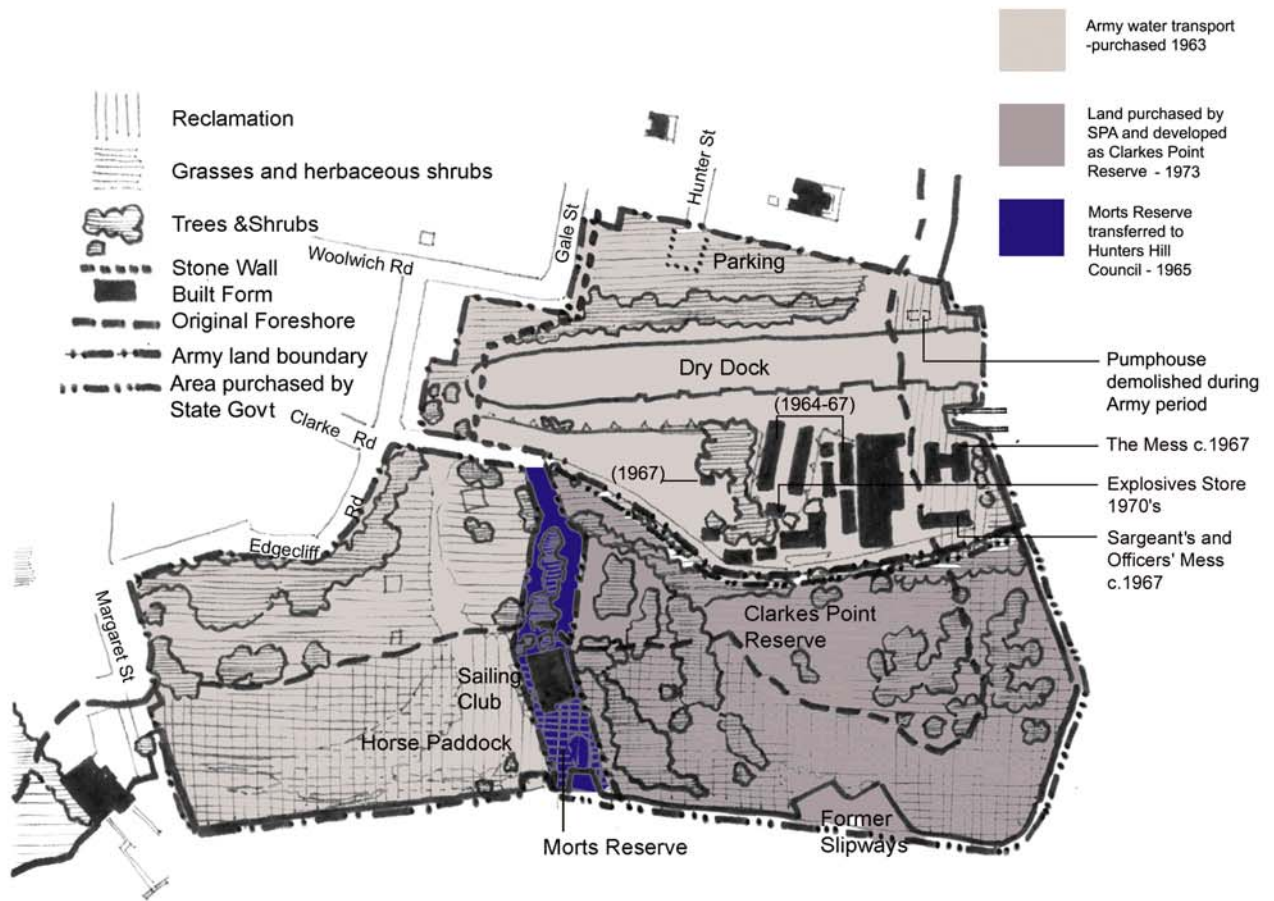 Army water transport
-purchased 1963
Land purchased by
SPA and developed
as Clarkes Point
Reserve - 1973
Morts Reserve
transferred to
Hunters Hill
Council - 1965
Reclamation
Grasses and herbaceous shrubs
Trees &Shrubs
Stone Wall
Built Form
Original Foreshore
Army land boundary
Area purchased by
State Govt
Hunter St
Gale St
Woolwich Rd
Parking
Dry Dock
Clarke Rd
(1964-67)
(1967)
Pumphouse
demolished during
Army period
The Mess c.1967
Explosives Store
1970's
Sargeant's and
Officers' Mess
c.1967
Edgecliff Rd
Margaret St
Clarkes Point
Reserve
Sailing
Club
Horse Paddock
Former
Slipways
Morts Reserve